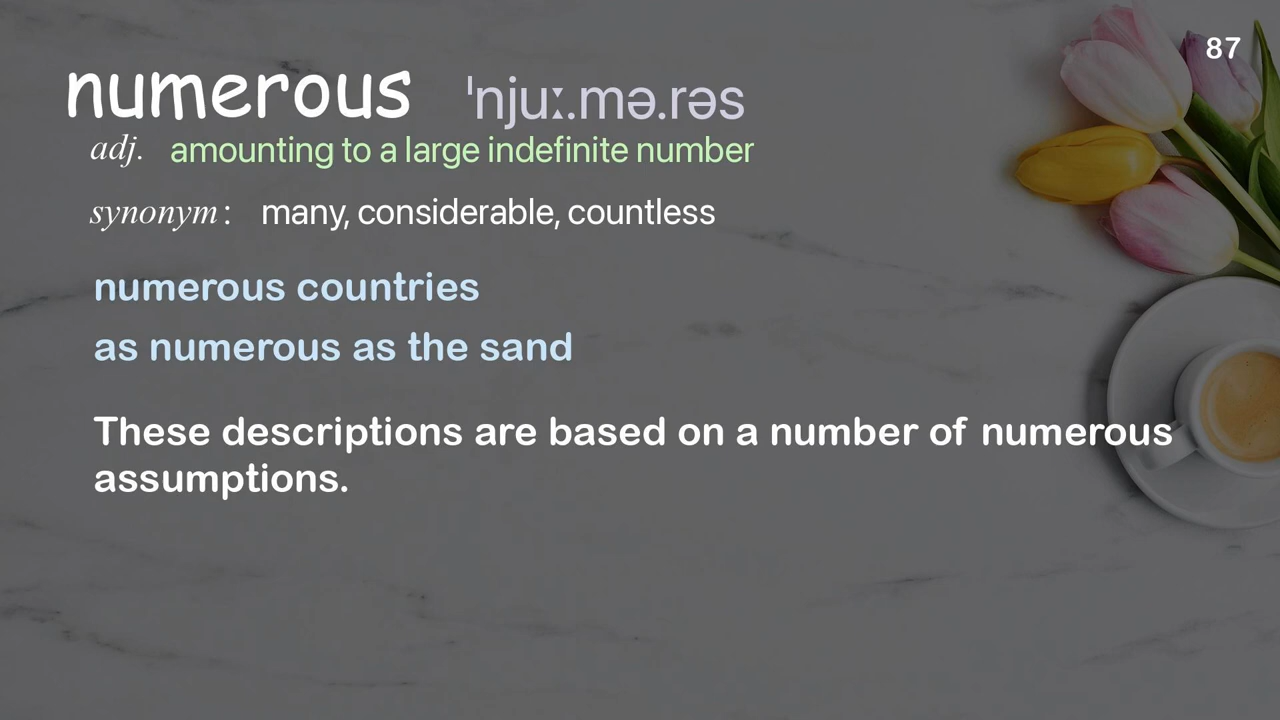 87
numerous ˈnjuː.mə.rəs
adj. amounting to a large indefinite number
synonym: many, considerable, countless
numerous countries
as numerous as the sand
These descriptions are based on a number of numerous
assumptions.